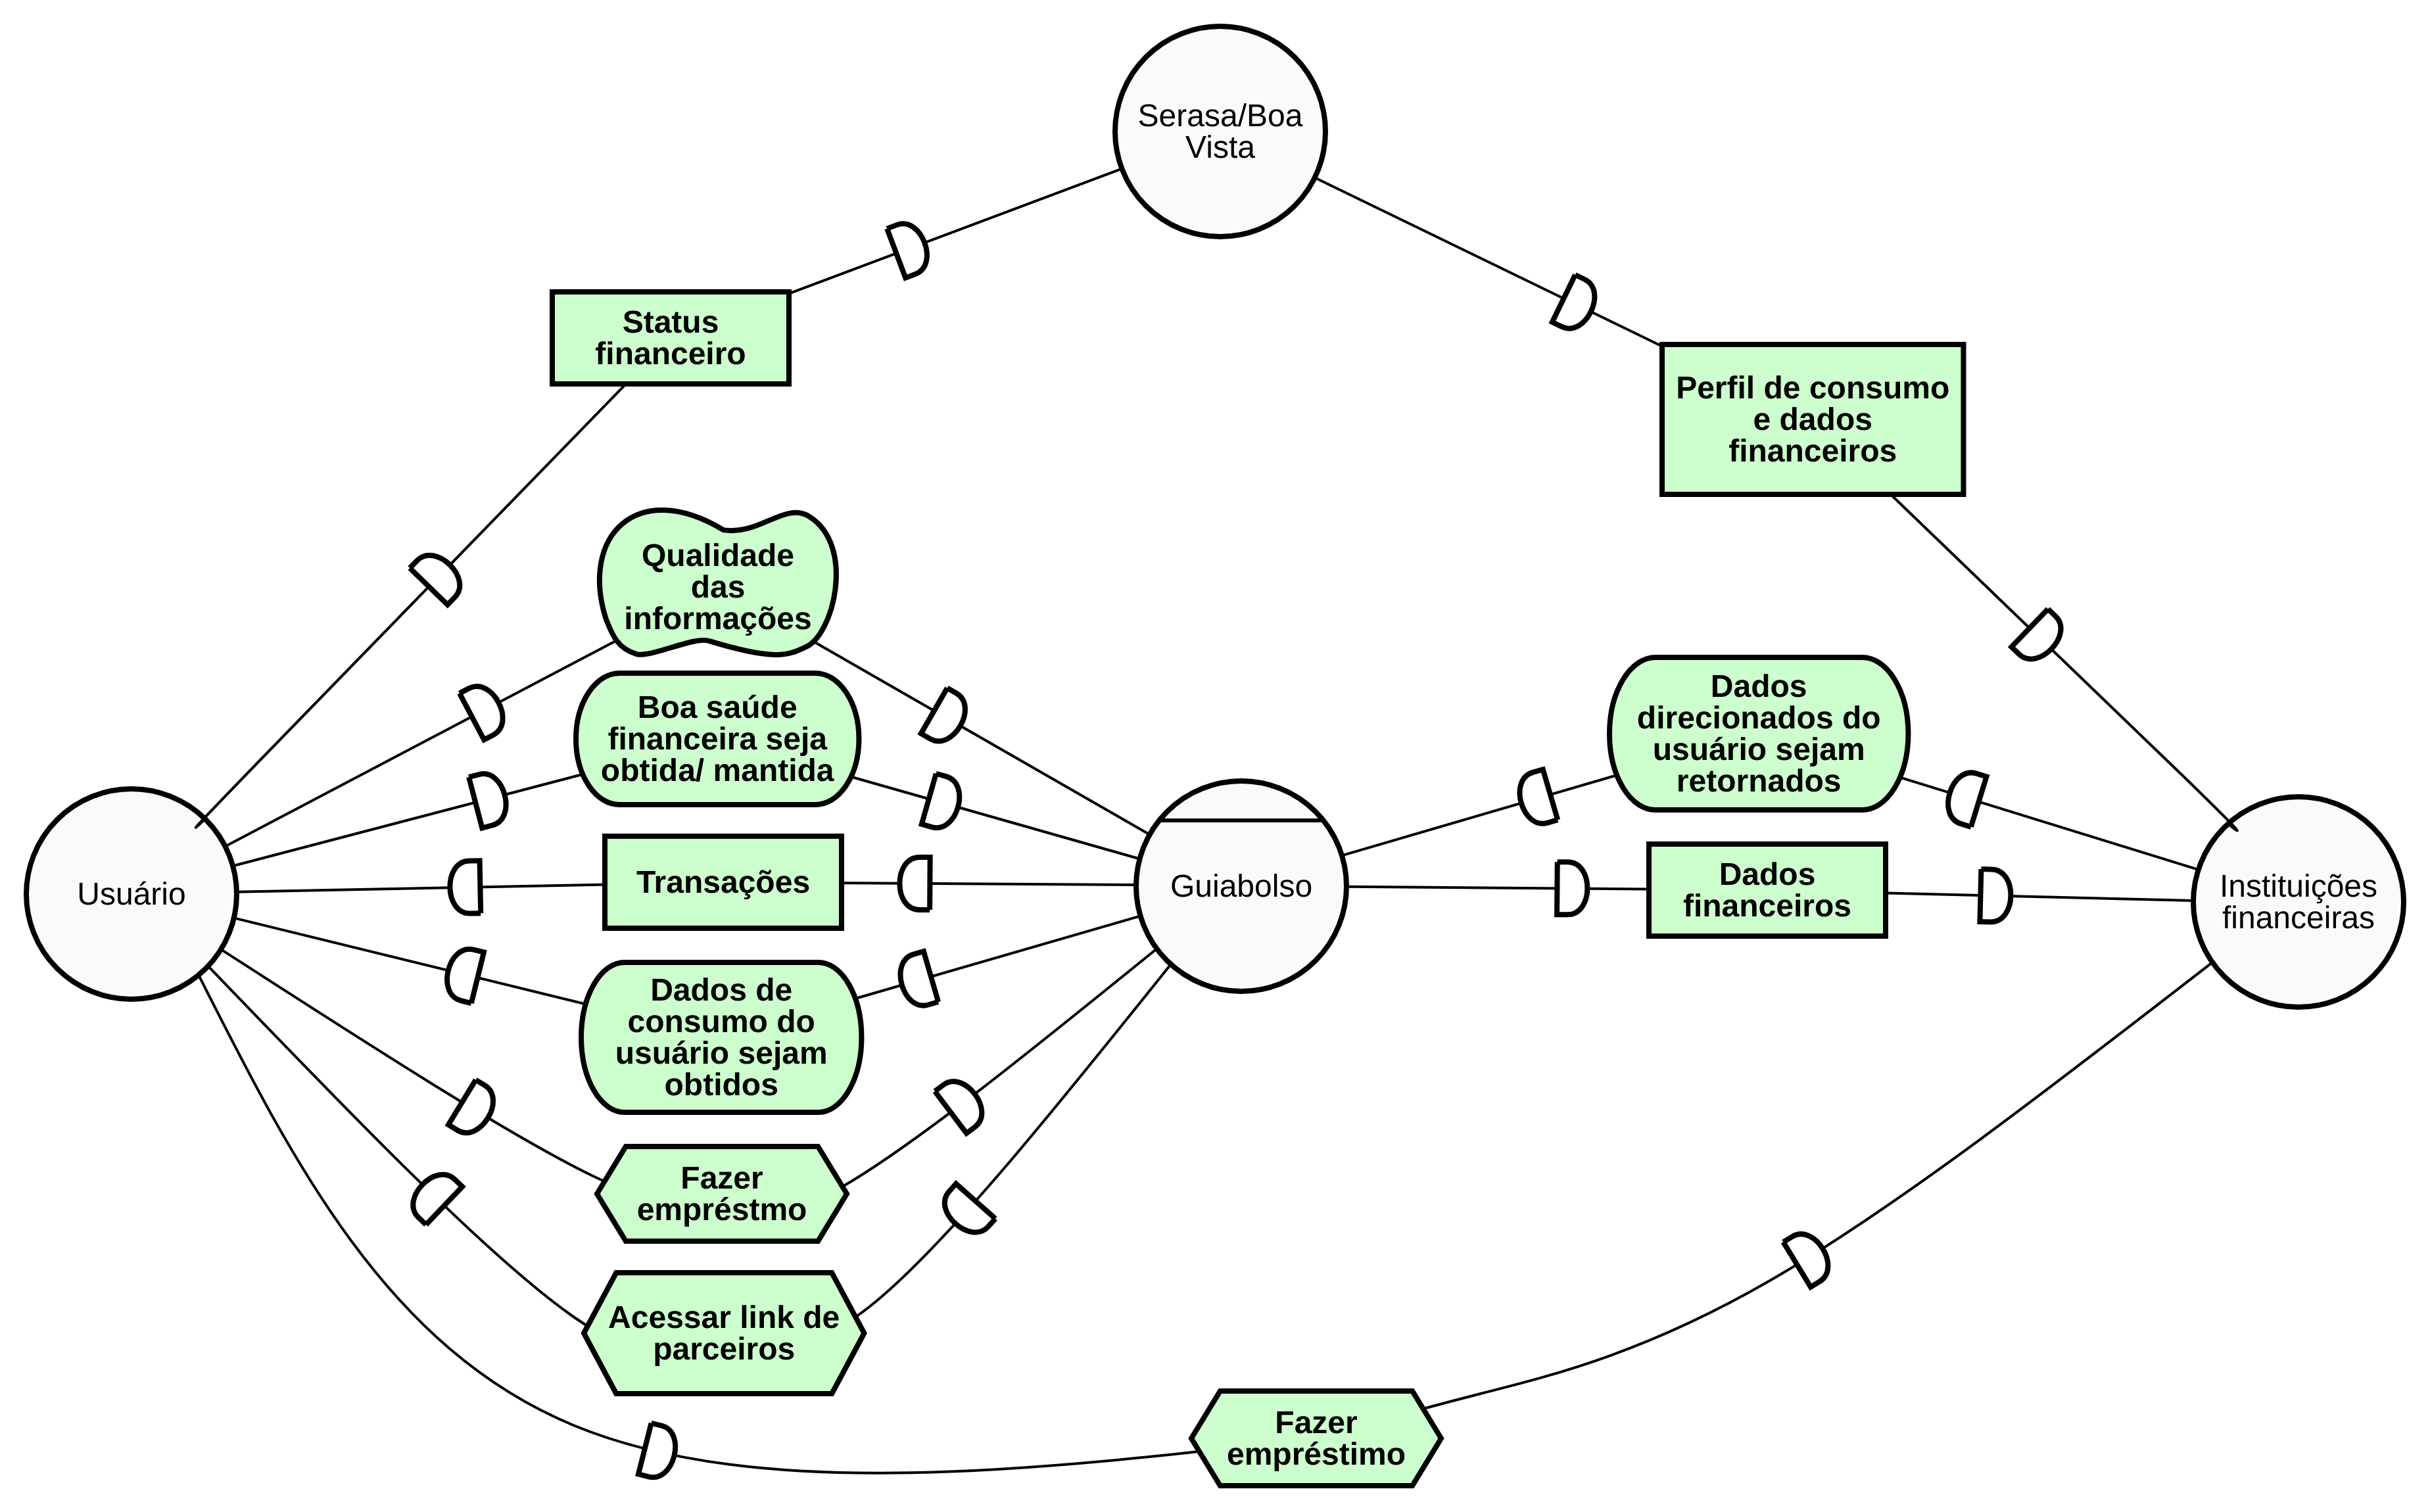 Serasa/Boa
Vista
Status
financeiro
Perfil de consumo
e dados
financeiros
Qualidade
das
informações
Boa saúde
financeira seja
obtida/ mantida
Dados
direcionados do
usuário sejam
retornados
Usuário
Transações
Guiabolso
Dados
financeiros
Instituições
financeiras
Dados de
consumo do
usuário sejam
obtidos
Fazer
empréstmo
Acessar link de
parceiros
Fazer
empréstimo